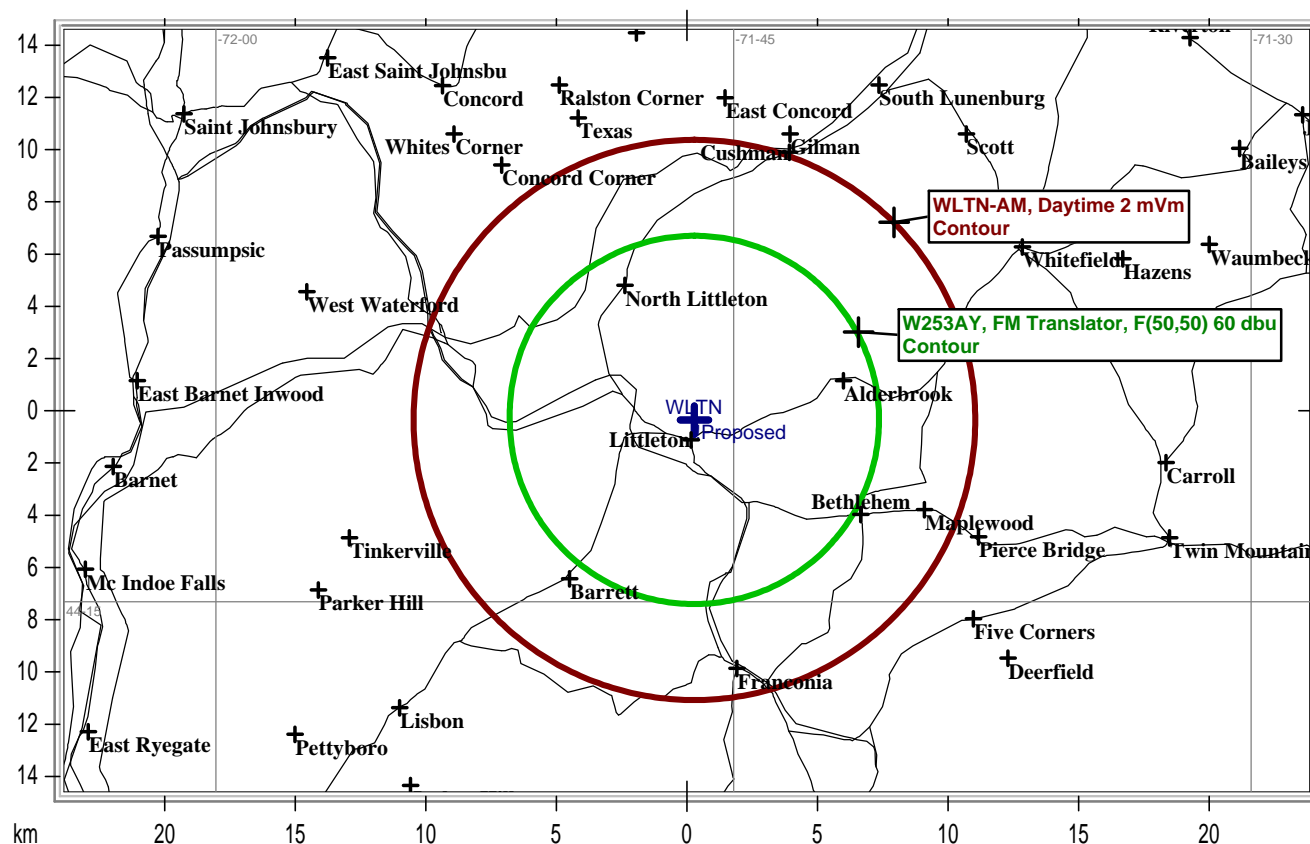 -72-00
-71-45
-71-30
14
12
10
8
6
4
2
0
2
4
6
8
10
12
14
East Saint Johnsbu
Concord
Ralston Corner
East Concord
South Lunenburg
Saint Johnsbury
Whites Corner
Texas
Cushman
Gilman
Scott
Baileys
Concord Corner
WLTN-AM, Daytime 2 mVm
Contour
Passumpsic
Whitefield
Hazens
Waumbeck
West Waterford
North Littleton
W253AY, FM Translator, F(50,50) 60 dbu
Contour
East Barnet Inwood
Alderbrook
WLTN
Proposed
Littleton
Barnet
Carroll
Bethlehem
Maplewood
Tinkerville
Pierce Bridge
Twin Mountain
Mc Indoe Falls
Barrett
Parker Hill
44-15
Five Corners
Deerfield
Franconia
Lisbon
East Ryegate
Pettyboro
km
20
15
10
5
0
5
10
15
20